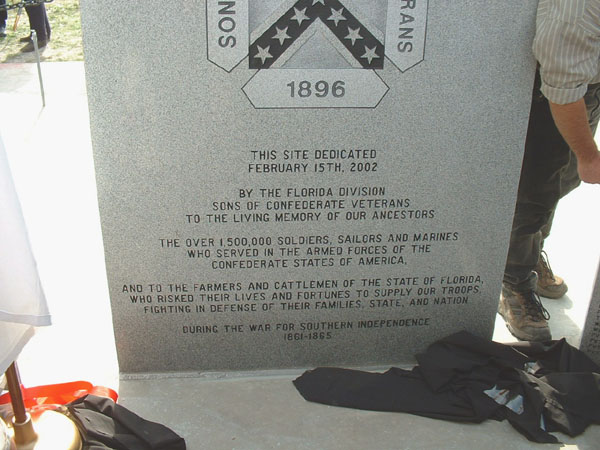 SONS
ERANS
1896
THIS SITE DEDICATED
FEBRUARY 15TH, 2002
BY THE FLORIDA DIVISION
SONS OF CONFEDERATE VETERANS
TO THE LIVING MEMORY OF OUR ANCESTORS
THE OVER 1,500,000 SOLDIERS, SAILORS AND MARINES
WHO SERVED IN THE ARMED FORCES OF THE
CONFEDERATE STATES OF AMERICA,
AND TO THE FARMERS AND CATTLEMEN OF THE STATE OF FLORIDA,
WHO RISKED THEIR LIVES AND FORTUNES TO SUPPLY OUR TROOPS,
FIGHTING IN DEFENSE OF THEIR FAMILIES, STATE, AND NATION
DURING THE WAR FOR SOUTHERN INDEPENDENCE
1861-1865